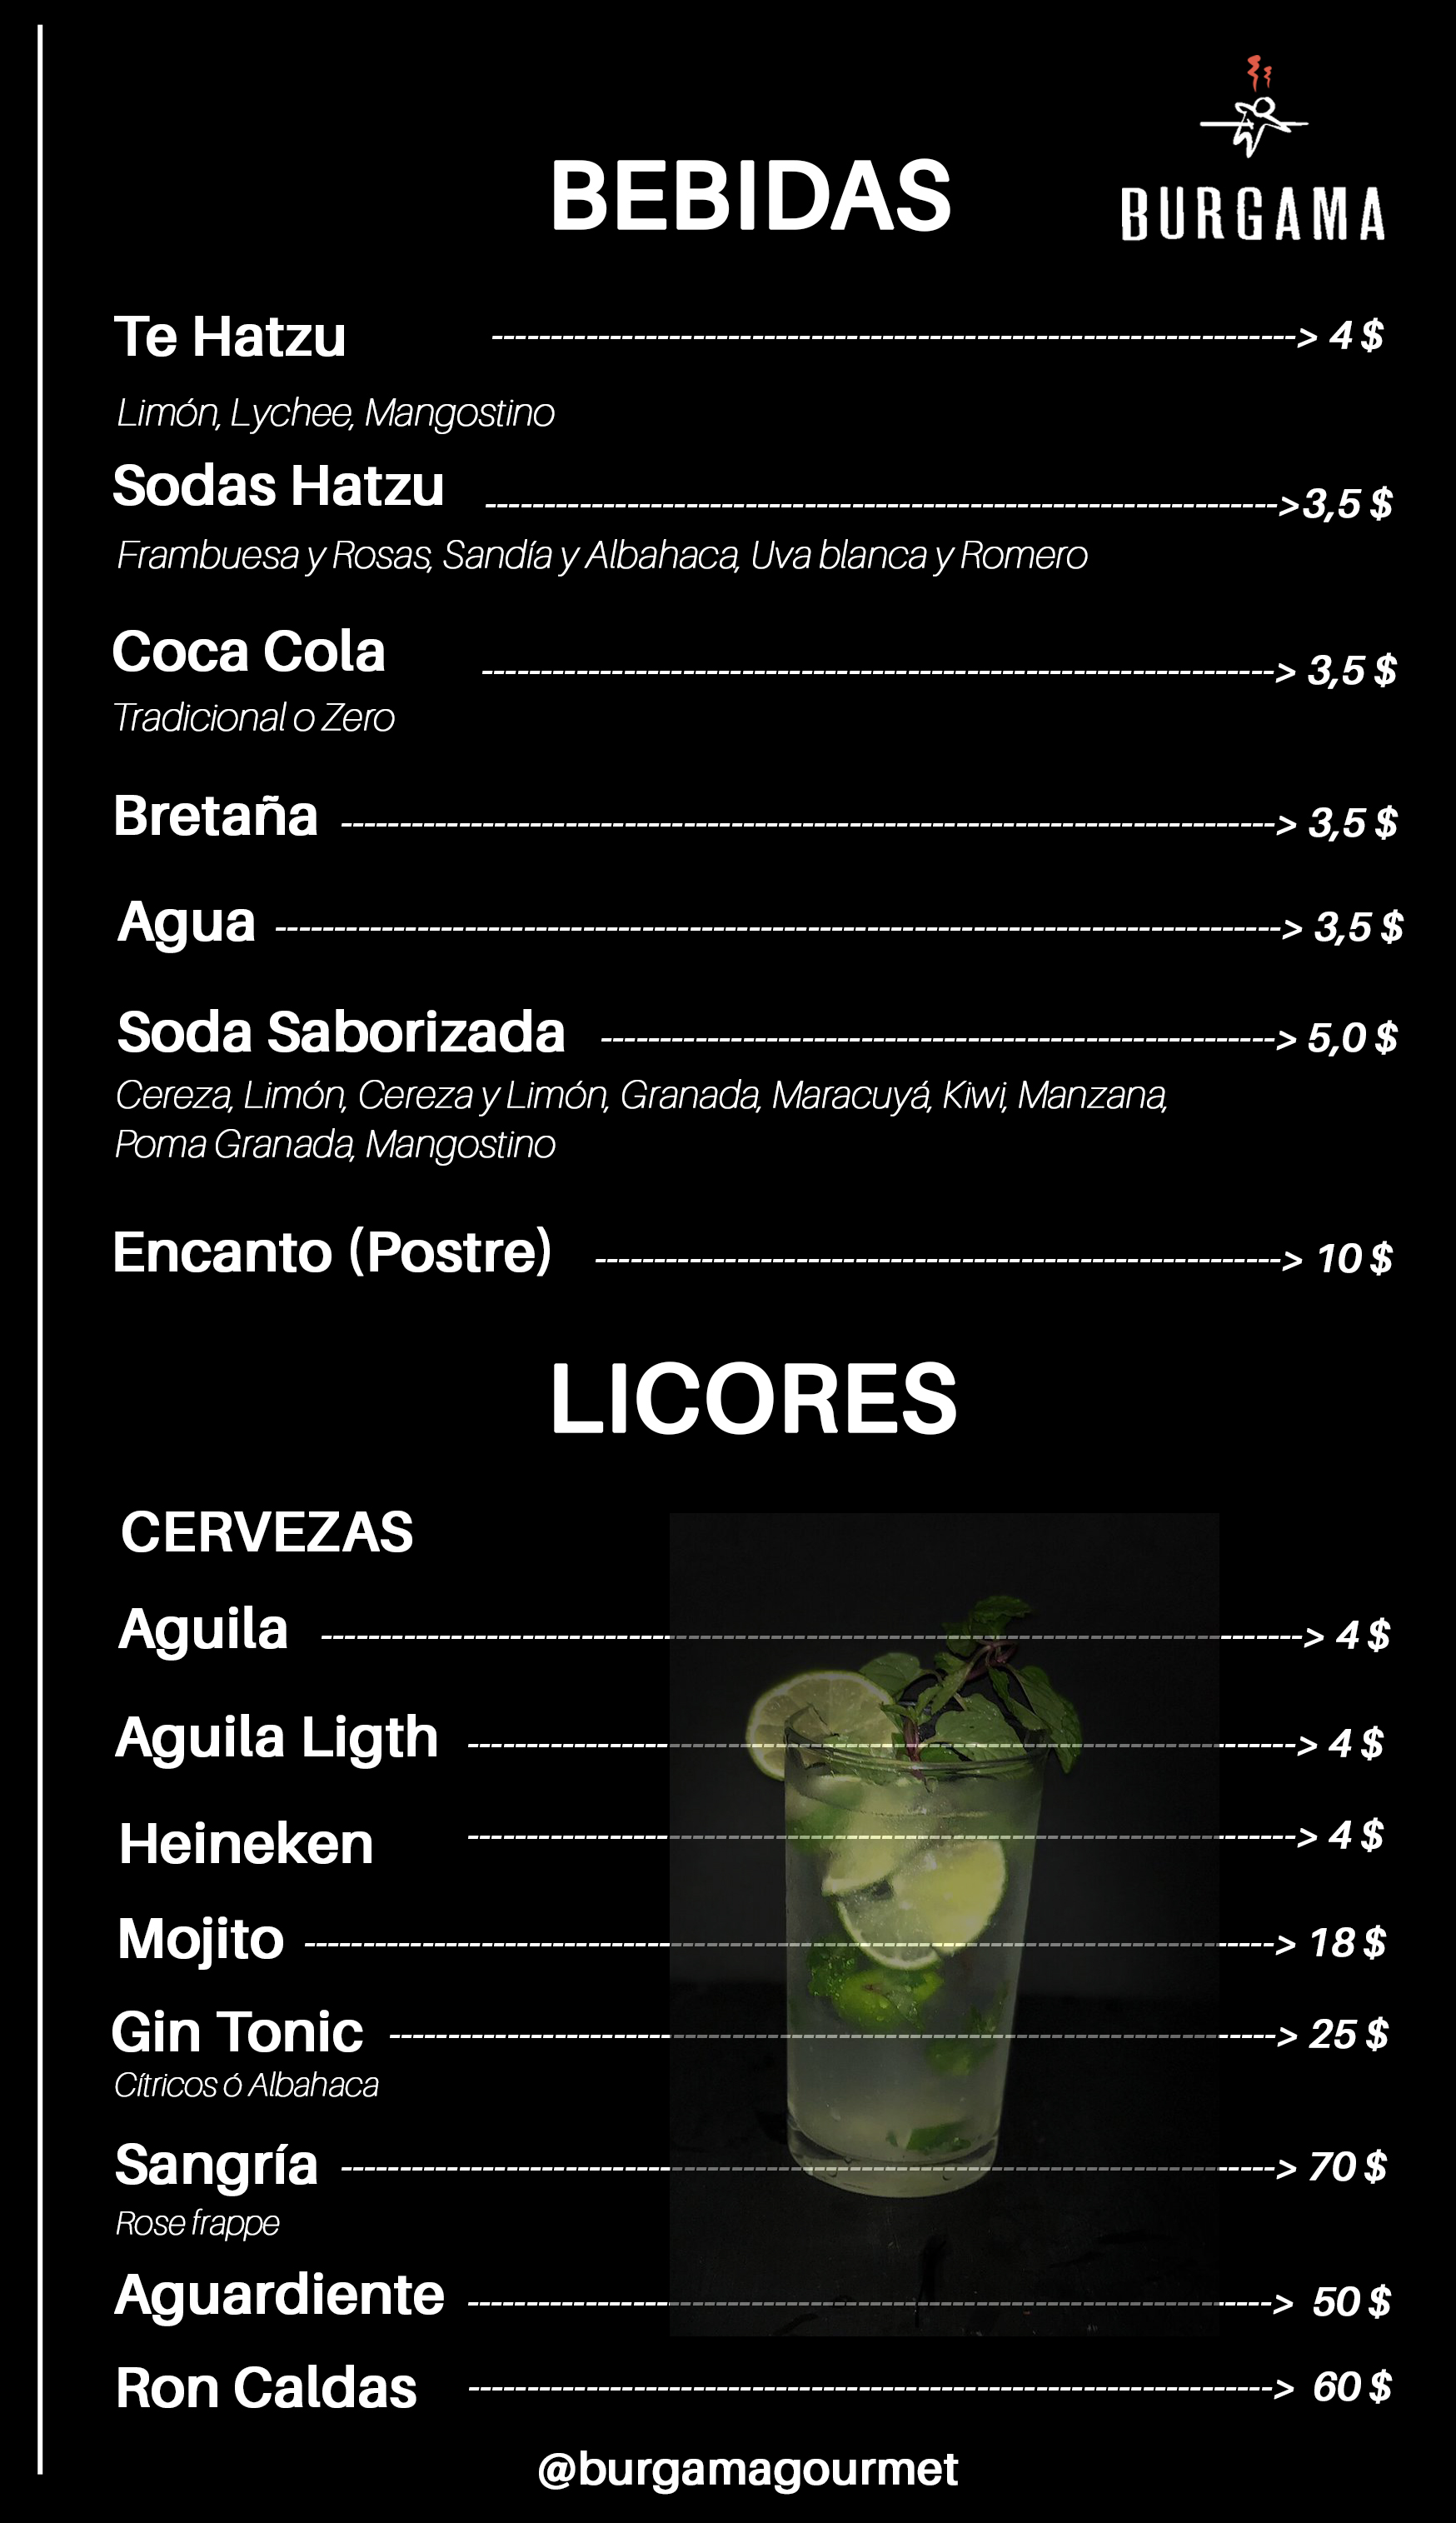 BEBIDAS
BURGAMA
Te Hatzu --------------------> 4 $
Limón, Lychee, Mangostino
Sodas Hatzu -------------------->3,5 $
Frambuesa y Rosas, Sandía y Albahaca, Uva blanca y Romero
Coca Cola --------------------> 3,5 $
Tradicional o Zero
Bretaña --------------------> 3,5 $
Agua --------------------> 3,5 $
Soda Saborizada --------------------> 5,0 $
Cereza, Limón, Cereza y Limón, Granada, Maracuyá, Kiwi, Manzana,
Poma Granada, Mangostino
Encanto (Postre) --------------------> 10 $
LICORES
CERVEZAS
Aguila --------------------> 4 $
Aguila Ligth --------------------> 4 $
Heineken --------------------> 4 $
Mojito --------------------> 18 $
Gin Tonic --------------------> 25 $
Cítricos ó Albahaca
Sangría --------------------> 70 $
Rose frappe
Aguardiente --------------------> 50 $
Ron Caldas --------------------> 60 $
@burgamagourmet